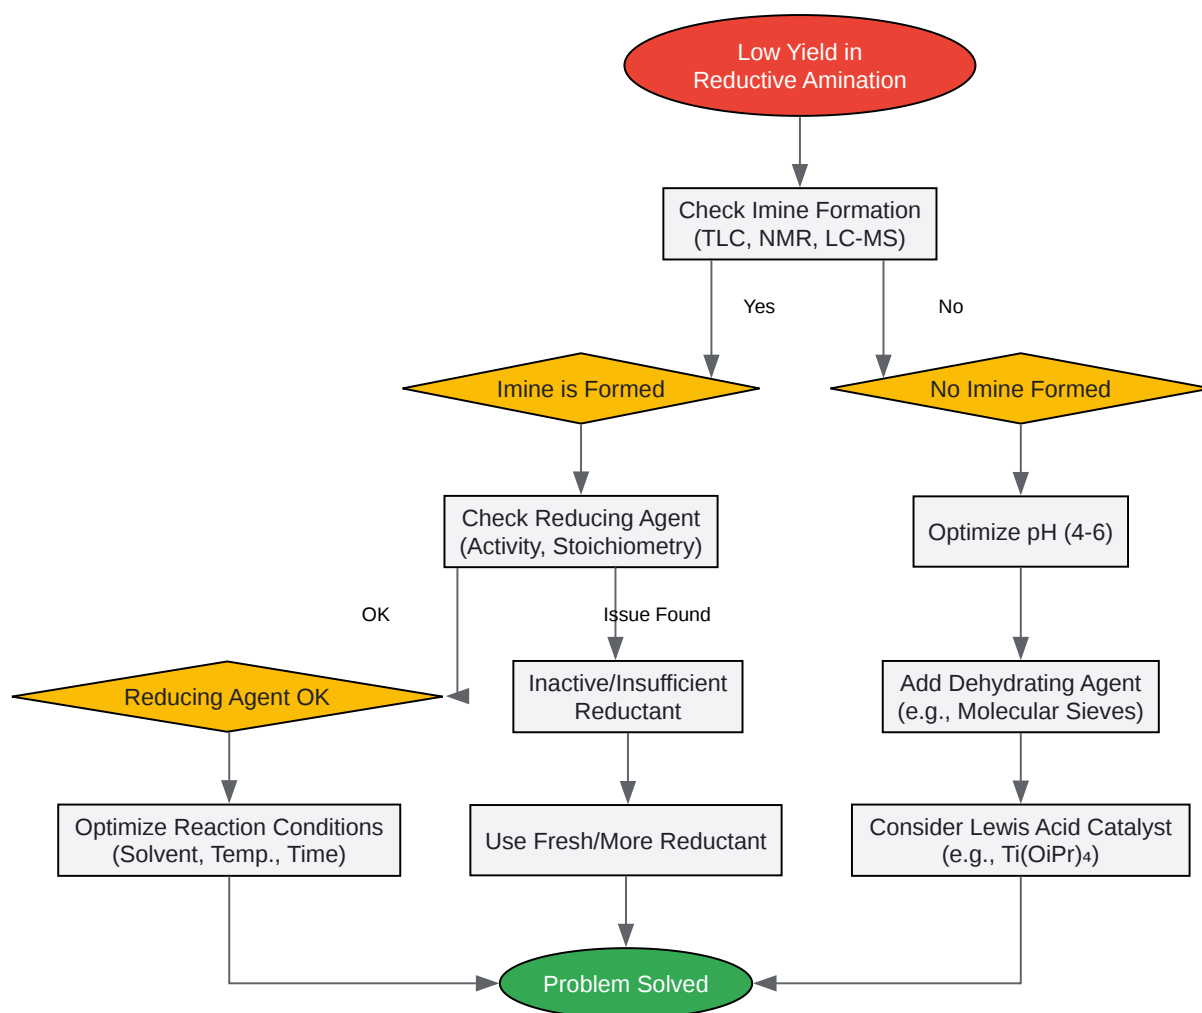 Low Yield in
Reductive Amination
Check Imine Formation
(TLC, NMR, LC-MS)
Yes
No
Imine is Formed
No Imine Formed
Check Reducing Agent
(Activity, Stoichiometry)
Optimize pH (4-6)
OK
Issue Found
Reducing Agent OK
Inactive/Insufficient
Reductant
Add Dehydrating Agent
(e.g., Molecular Sieves)
Optimize Reaction Conditions
(Solvent, Temp., Time)
Use Fresh/More Reductant
Consider Lewis Acid Catalyst
(e.g., Ti(OiPr)₄)
Problem Solved